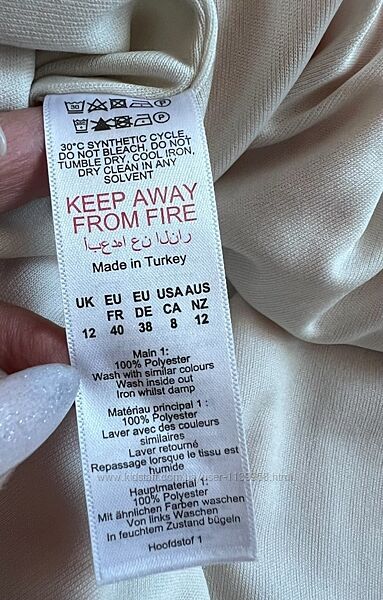 30°C SYNTHETIC CYCLE,
DO NOT BLEACH, DO NOT
TUMBLE DRY, COOL IRON,
DRY CLEAN IN ANY
SOLVENT
KEEP AWAY
FROM FIRE
أبعدها عن النار
Made in Turkey
UK EU EU USA AUS
FR DE CA NZ
12 40 38 8 12
Main 1:
100% Polyester
Wash with similar colours
Wash inside out
Iron whilst damp
Matériau principal 1 :
100% Polyester
Laver avec des couleurs
similaires
Laver retourné
Repassage lorsque le tissu est
humide
Hauptmaterial 1:
100% Polyester
Mit ähnlichen Farben waschen
Von links Waschen
In feuchtem Zustand bügeln
Hoofdstof 1